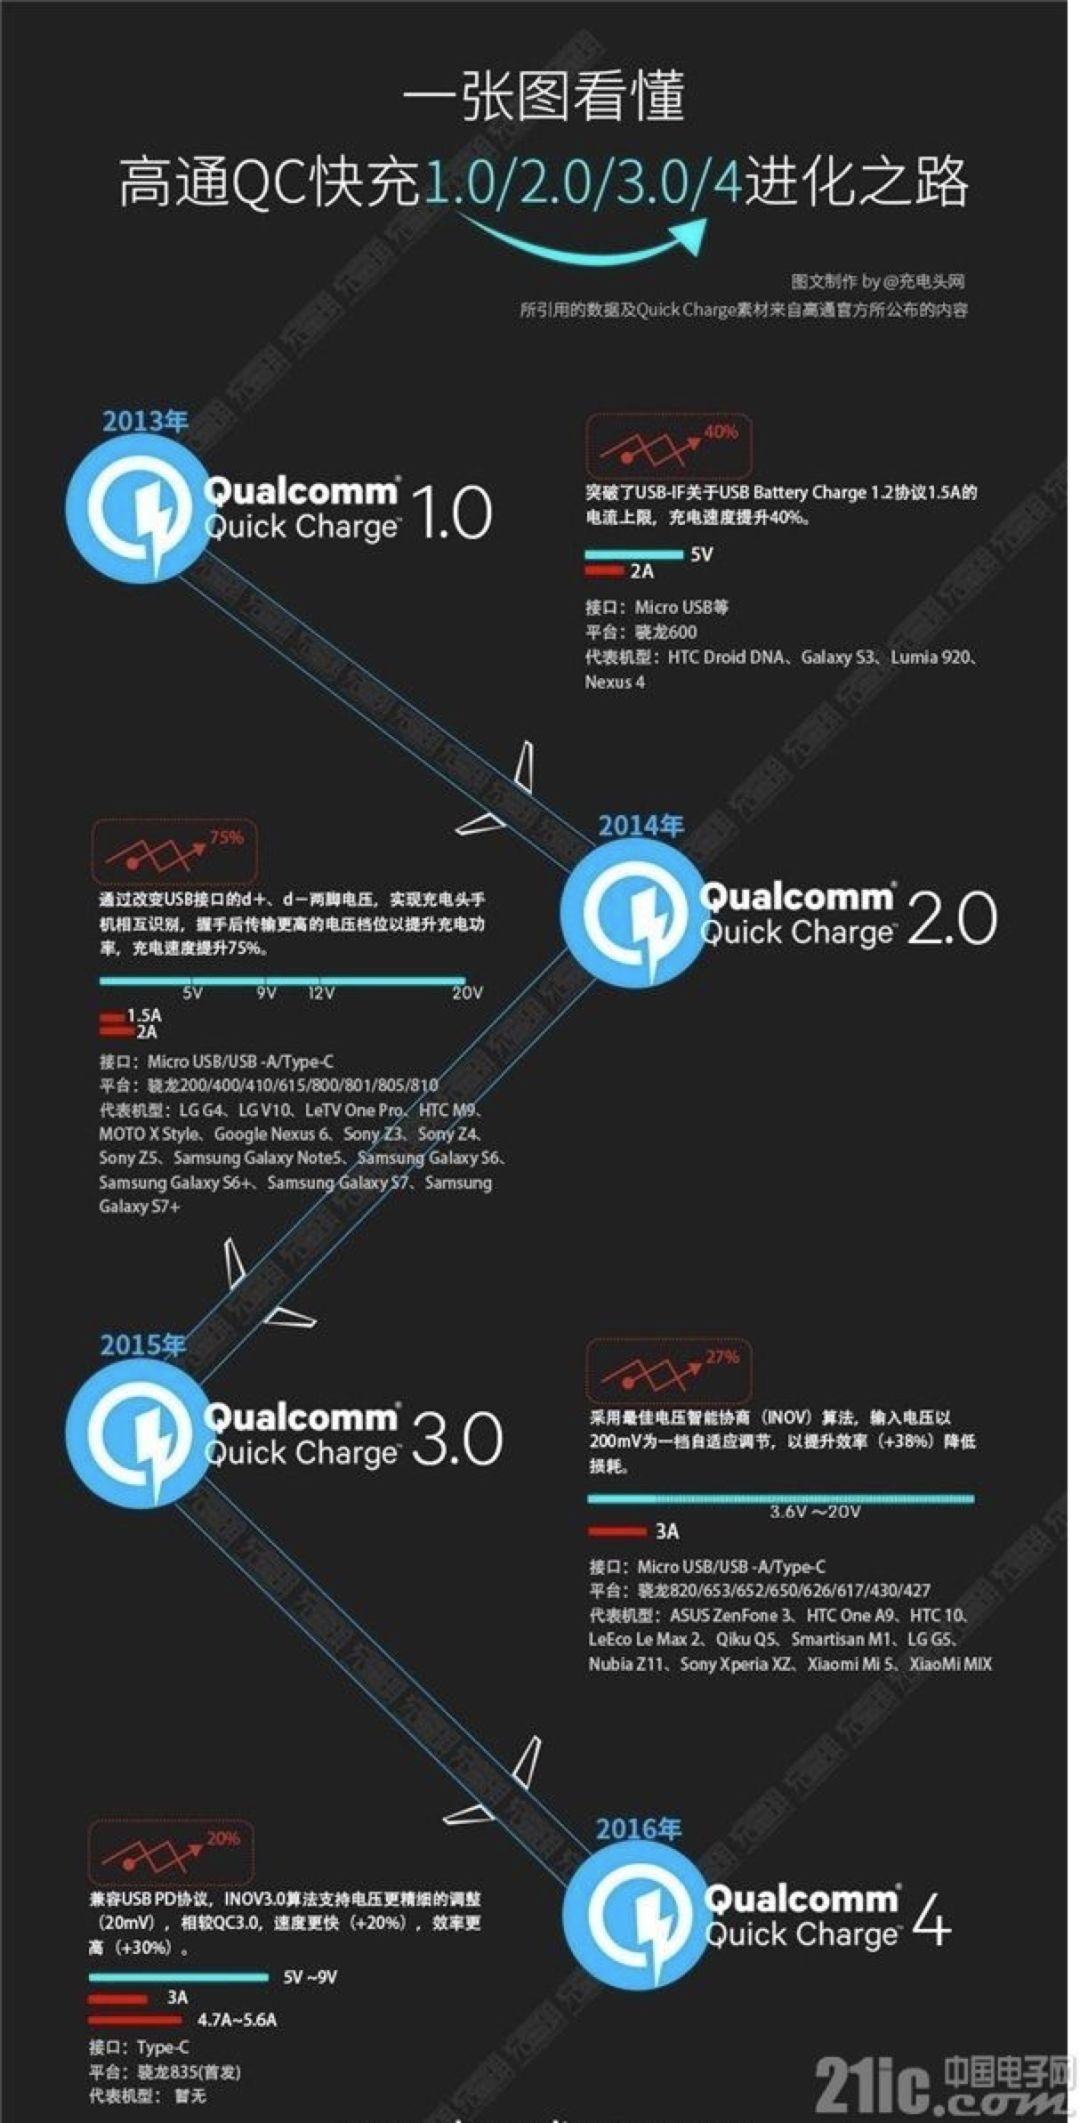 一张图看懂
高通QC快充1.0/2.0/3.0/4进化之路
图文制作 by@充电头网
所引用的数据及Quick Charge素材来自高通官方所公布的内容
2013年
Qualcomm® 1.0
Quick Charge™
40%
突破了USB-IF关于USB Battery Charge 1.2协议1.5A的
电流上限，充电速度提升40%。
5V
2A
接口：Micro USB等
平台：骁龙600
代表机型：HTC Droid DNA、Galaxy S3、Lumia 920、
Nexus 4
2014年
Qualcomm® 2.0
Quick Charge™
75%
通过改变USB接口的d+、d－两脚电压，实现充电头手
机相互识别，握手后传输更高的电压档位以提升充电功
率，充电速度提升75%。
5V 9V 12V 20V
1.5A
2A
接口：Micro USB/USB -A/Type-C
平台：骁龙200/400/410/615/800/801/805/810
代表机型：LG G4、LG V10、LeTV One Pro、HTC M9、
MOTO X Style、Google Nexus 6、Sony Z3、Sony Z4、
Sony Z5、Samsung Galaxy Note5、Samsung Galaxy S6、
Samsung Galaxy S6+、Samsung Galaxy S7、Samsung
Galaxy S7+
2015年
Qualcomm® 3.0
Quick Charge™
27%
采用最佳电压智能协商（INOV）算法，输入电压以
200mV为一档自适应调节，以提升效率（+38%）降低
损耗。
3.6V ～20V
3A
接口：Micro USB/USB -A/Type-C
平台：骁龙820/653/652/650/626/617/430/427
代表机型：ASUS ZenFone 3、HTC One A9、HTC 10、
LeEco Le Max 2、Qiku Q5、Smartisan M1、LG G5、
Nubia Z11、Sony Xperia XZ、Xiaomi Mi 5、XiaoMi MIX
2016年
Qualcomm® 4
Quick Charge™
20%
兼容USB PD协议，INOV3.0算法支持电压更精细的调整
（20mV），相较QC3.0，速度更快（+20%），效率更
高（+30%）。
5V ~9V
3A
4.7A~5.6A
接口：Type-C
平台：骁龙835(首发)
代表机型： 暂无
21ic.com 中国电子网